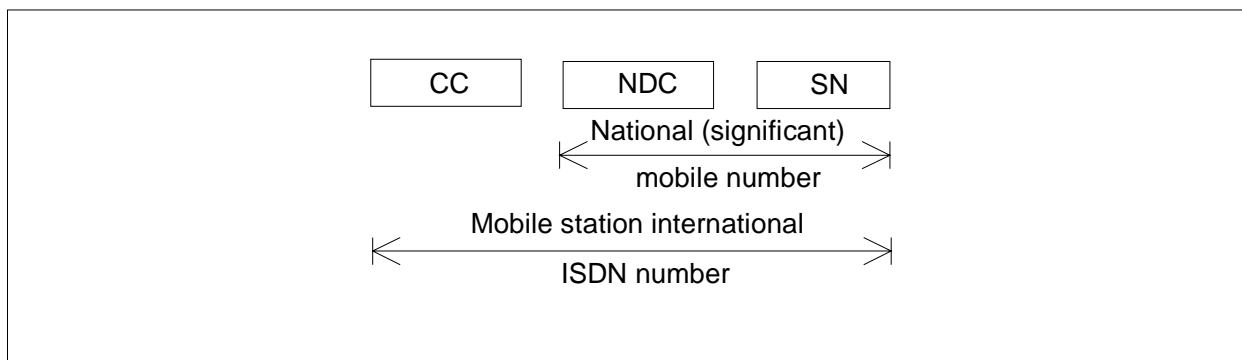 CC NDC SN
National (significant)
mobile number
Mobile station international
ISDN number